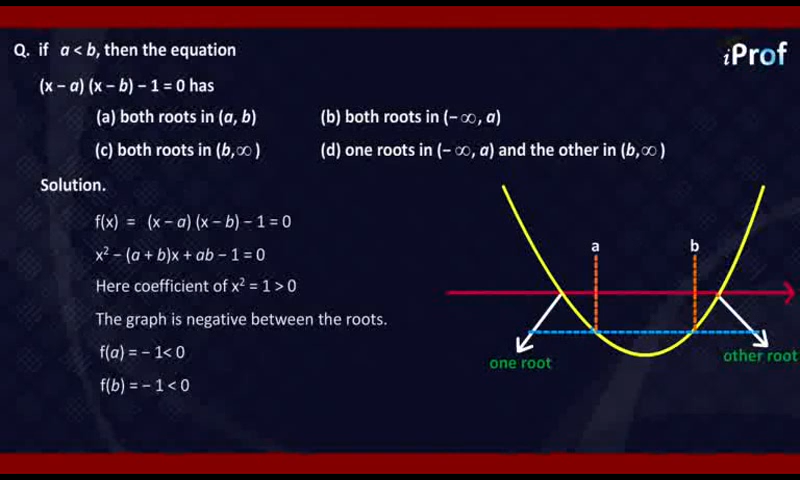 Q. if a < b, then the equation
iProf
(x – a) (x – b) – 1 = 0 has
(a) both roots in (a, b) (b) both roots in (– ∞, a)
(c) both roots in (b, ∞ ) (d) one roots in (– ∞, a) and the other in (b, ∞ )
Solution.
f(x) = (x – a) (x – b) – 1 = 0
x² – (a + b)x + ab – 1 = 0
Here coefficient of x² = 1 > 0
The graph is negative between the roots.
f(a) = – 1< 0
f(b) = – 1 < 0
a b
one root other root